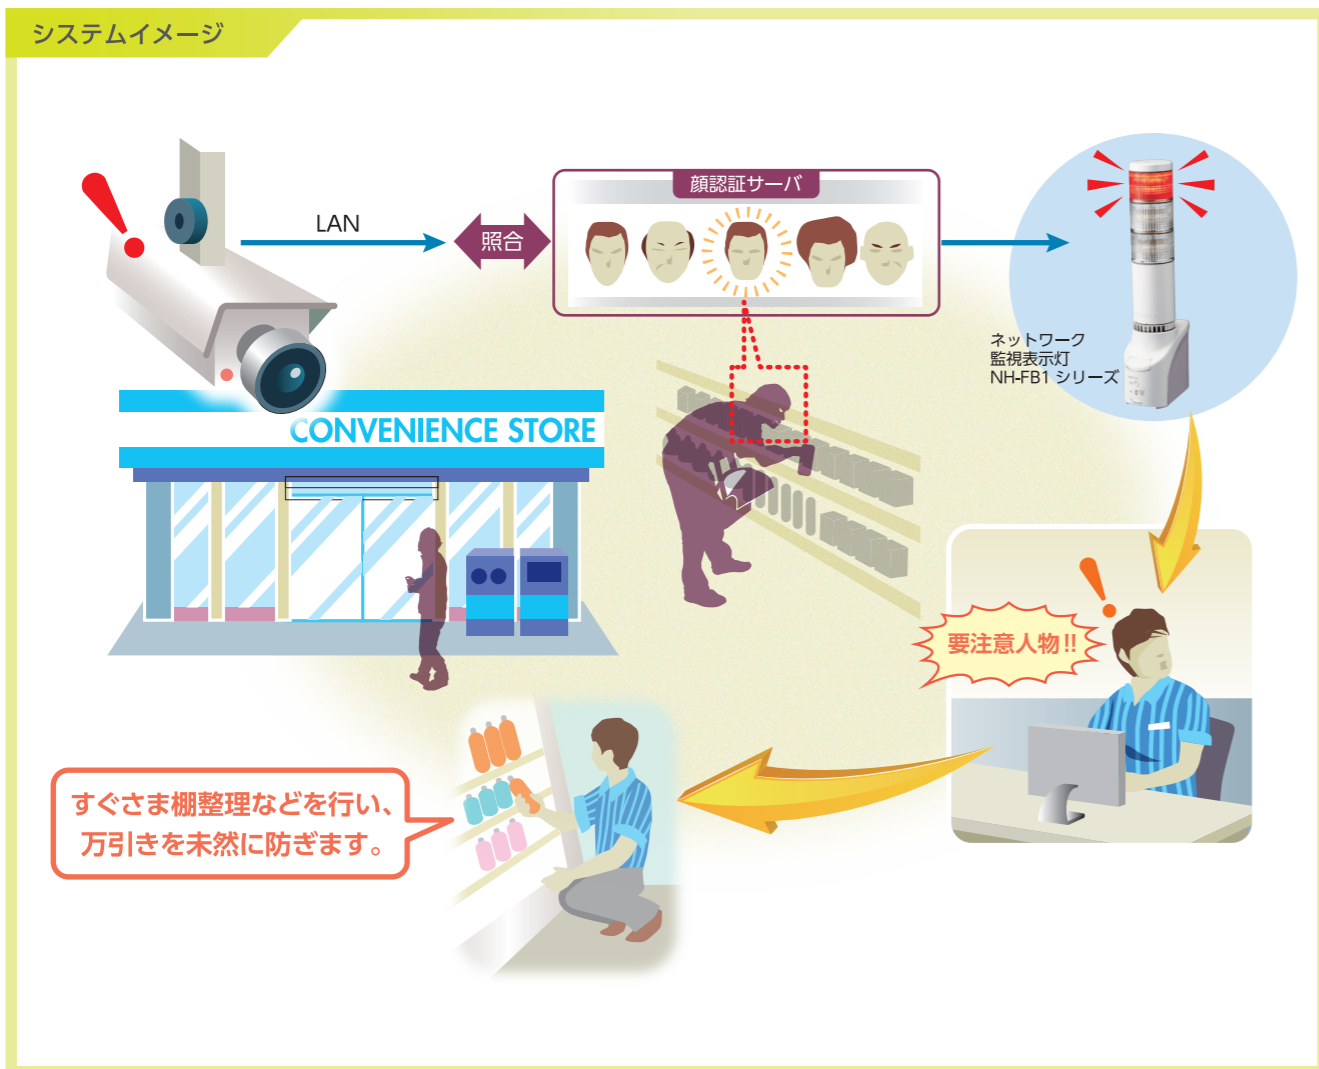 システムイメージ
LAN
照合
顔認証サーバ
ネットワーク
監視表示灯
NH-FB1 シリーズ
CONVENIENCE STORE
要注意人物!!
すぐさま棚整理などを行い、
万引きを未然に防ぎます。